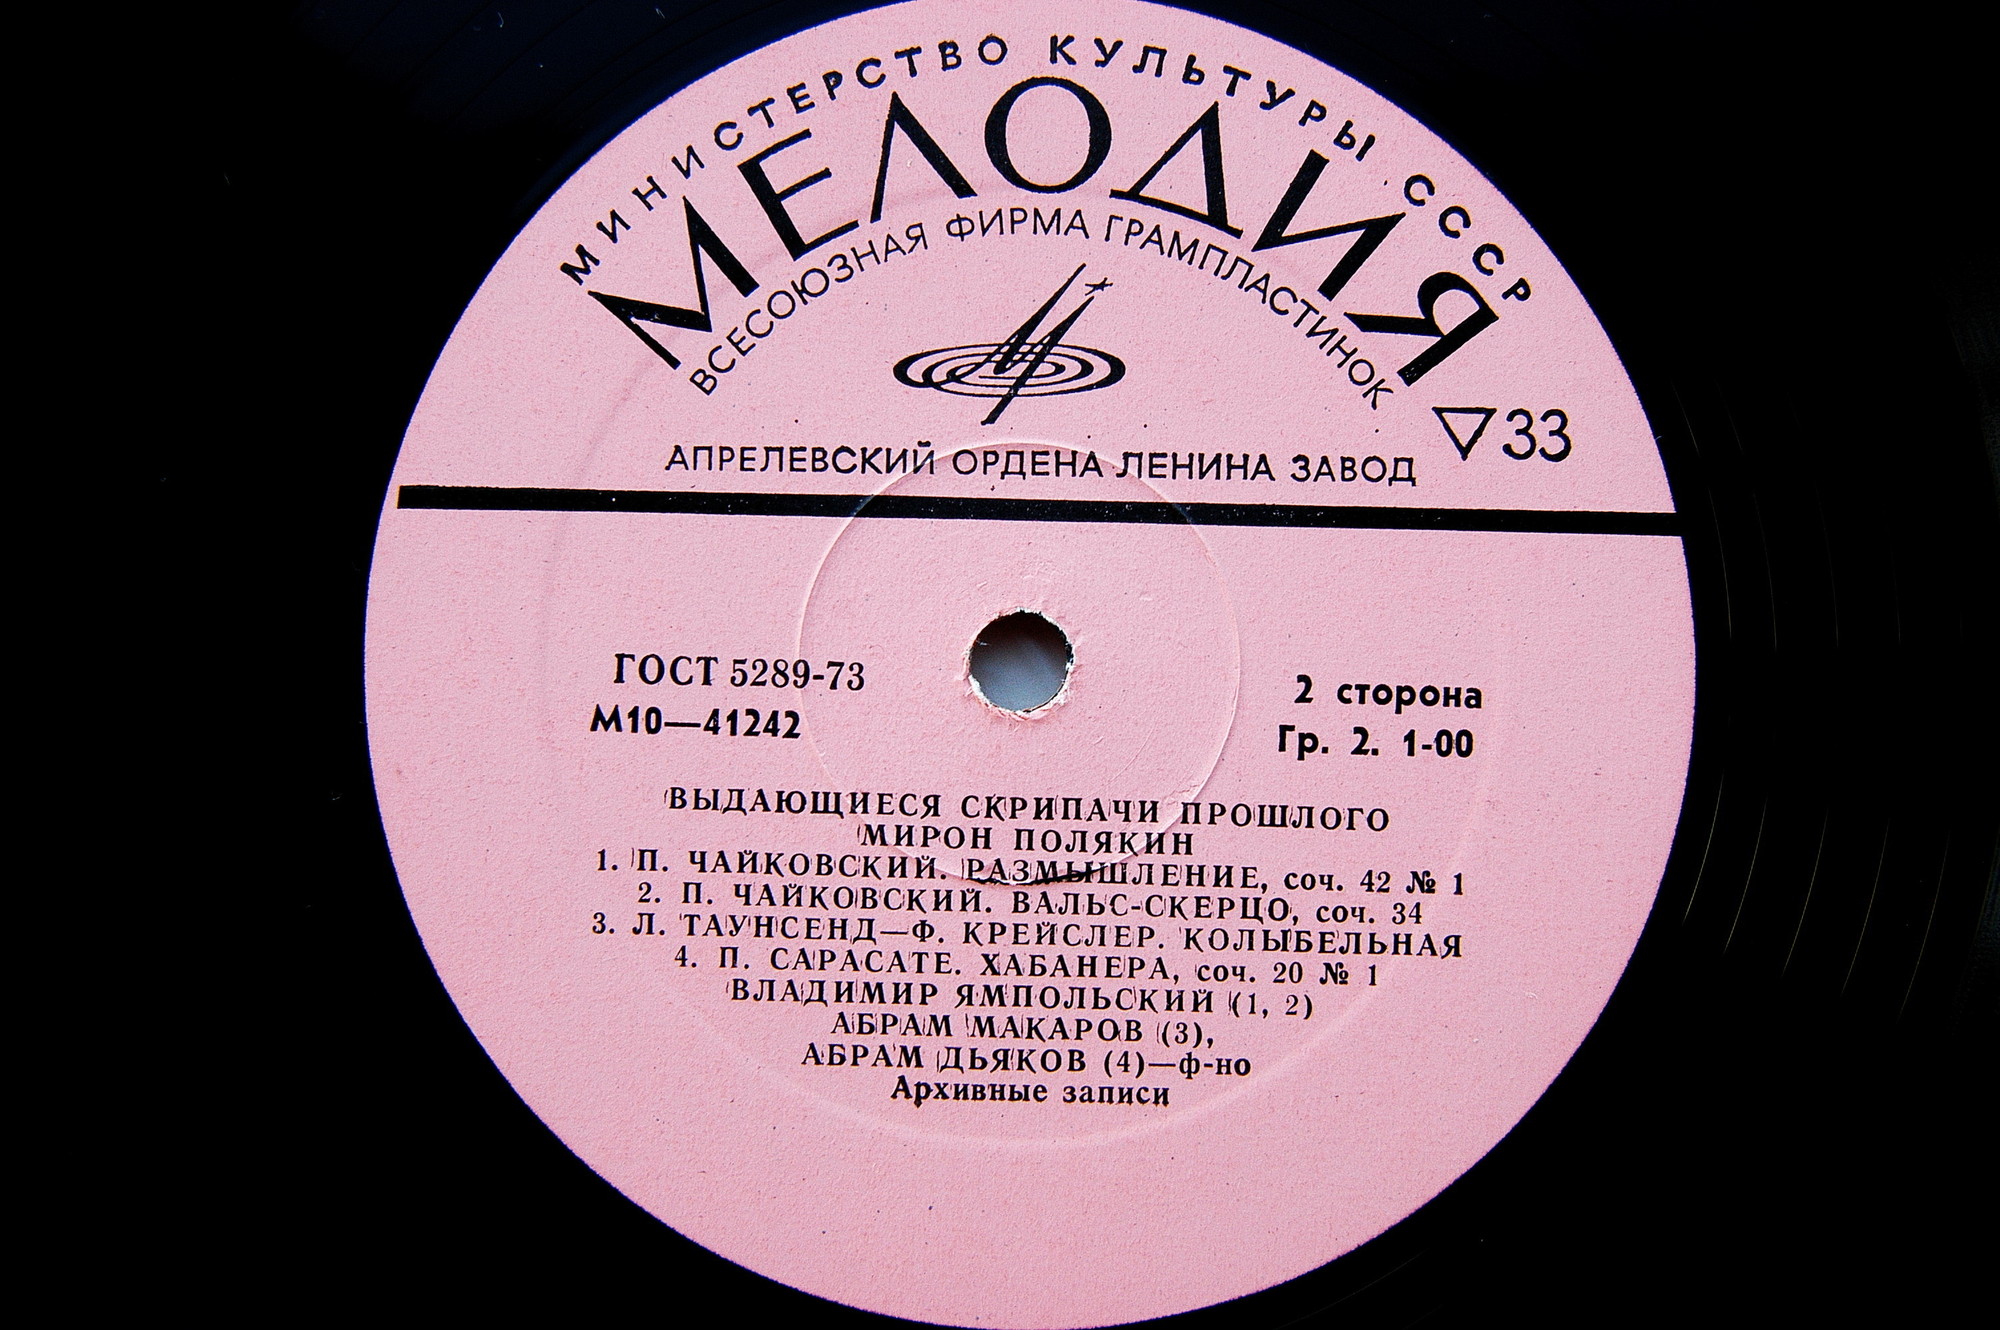 МИНИСТЕРСТВО КУЛЬТУРЫ СССР
МЕЛОДИЯ
ВСЕСОЮЗНАЯ ФИРМА ГРАМПЛАСТИНОК
▽33
АПРЕЛЕВСКИЙ ОРДЕНА ЛЕНИНА ЗАВОД
ГОСТ 5289-73
М10—41242
2 сторона
Гр. 2. 1-00
ВЫДАЮЩИЕСЯ СКРИПАЧИ ПРОШЛОГО
МИРОН ПОЛЯКИН
1. П. ЧАЙКОВСКИЙ. РАЗМЫШЛЕНИЕ, соч. 42 № 1
2. П. ЧАЙКОВСКИЙ. ВАЛЬС-СКЕРЦО, соч. 34
3. Л. ТАУНСЕНД—Ф. КРЕЙСЛЕР. КОЛЫБЕЛЬНАЯ
4. П. САРАСАТЕ. ХАБАНЕРА, соч. 20 № 1
ВЛАДИМИР ЯМПОЛЬСКИЙ (1, 2)
АБРАМ МАКАРОВ (3),
АБРАМ ДЬЯКОВ (4)—ф-но
Архивные записи